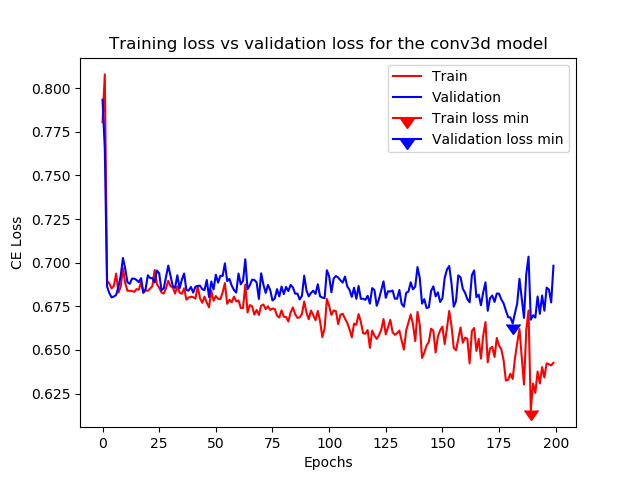 Training loss vs validation loss for the conv3d model
CE Loss
0.800
0.775
0.750
0.725
0.700
0.675
0.650
0.625
Train
Validation
Train loss min
Validation loss min
0 25 50 75 100 125 150 175 200
Epochs